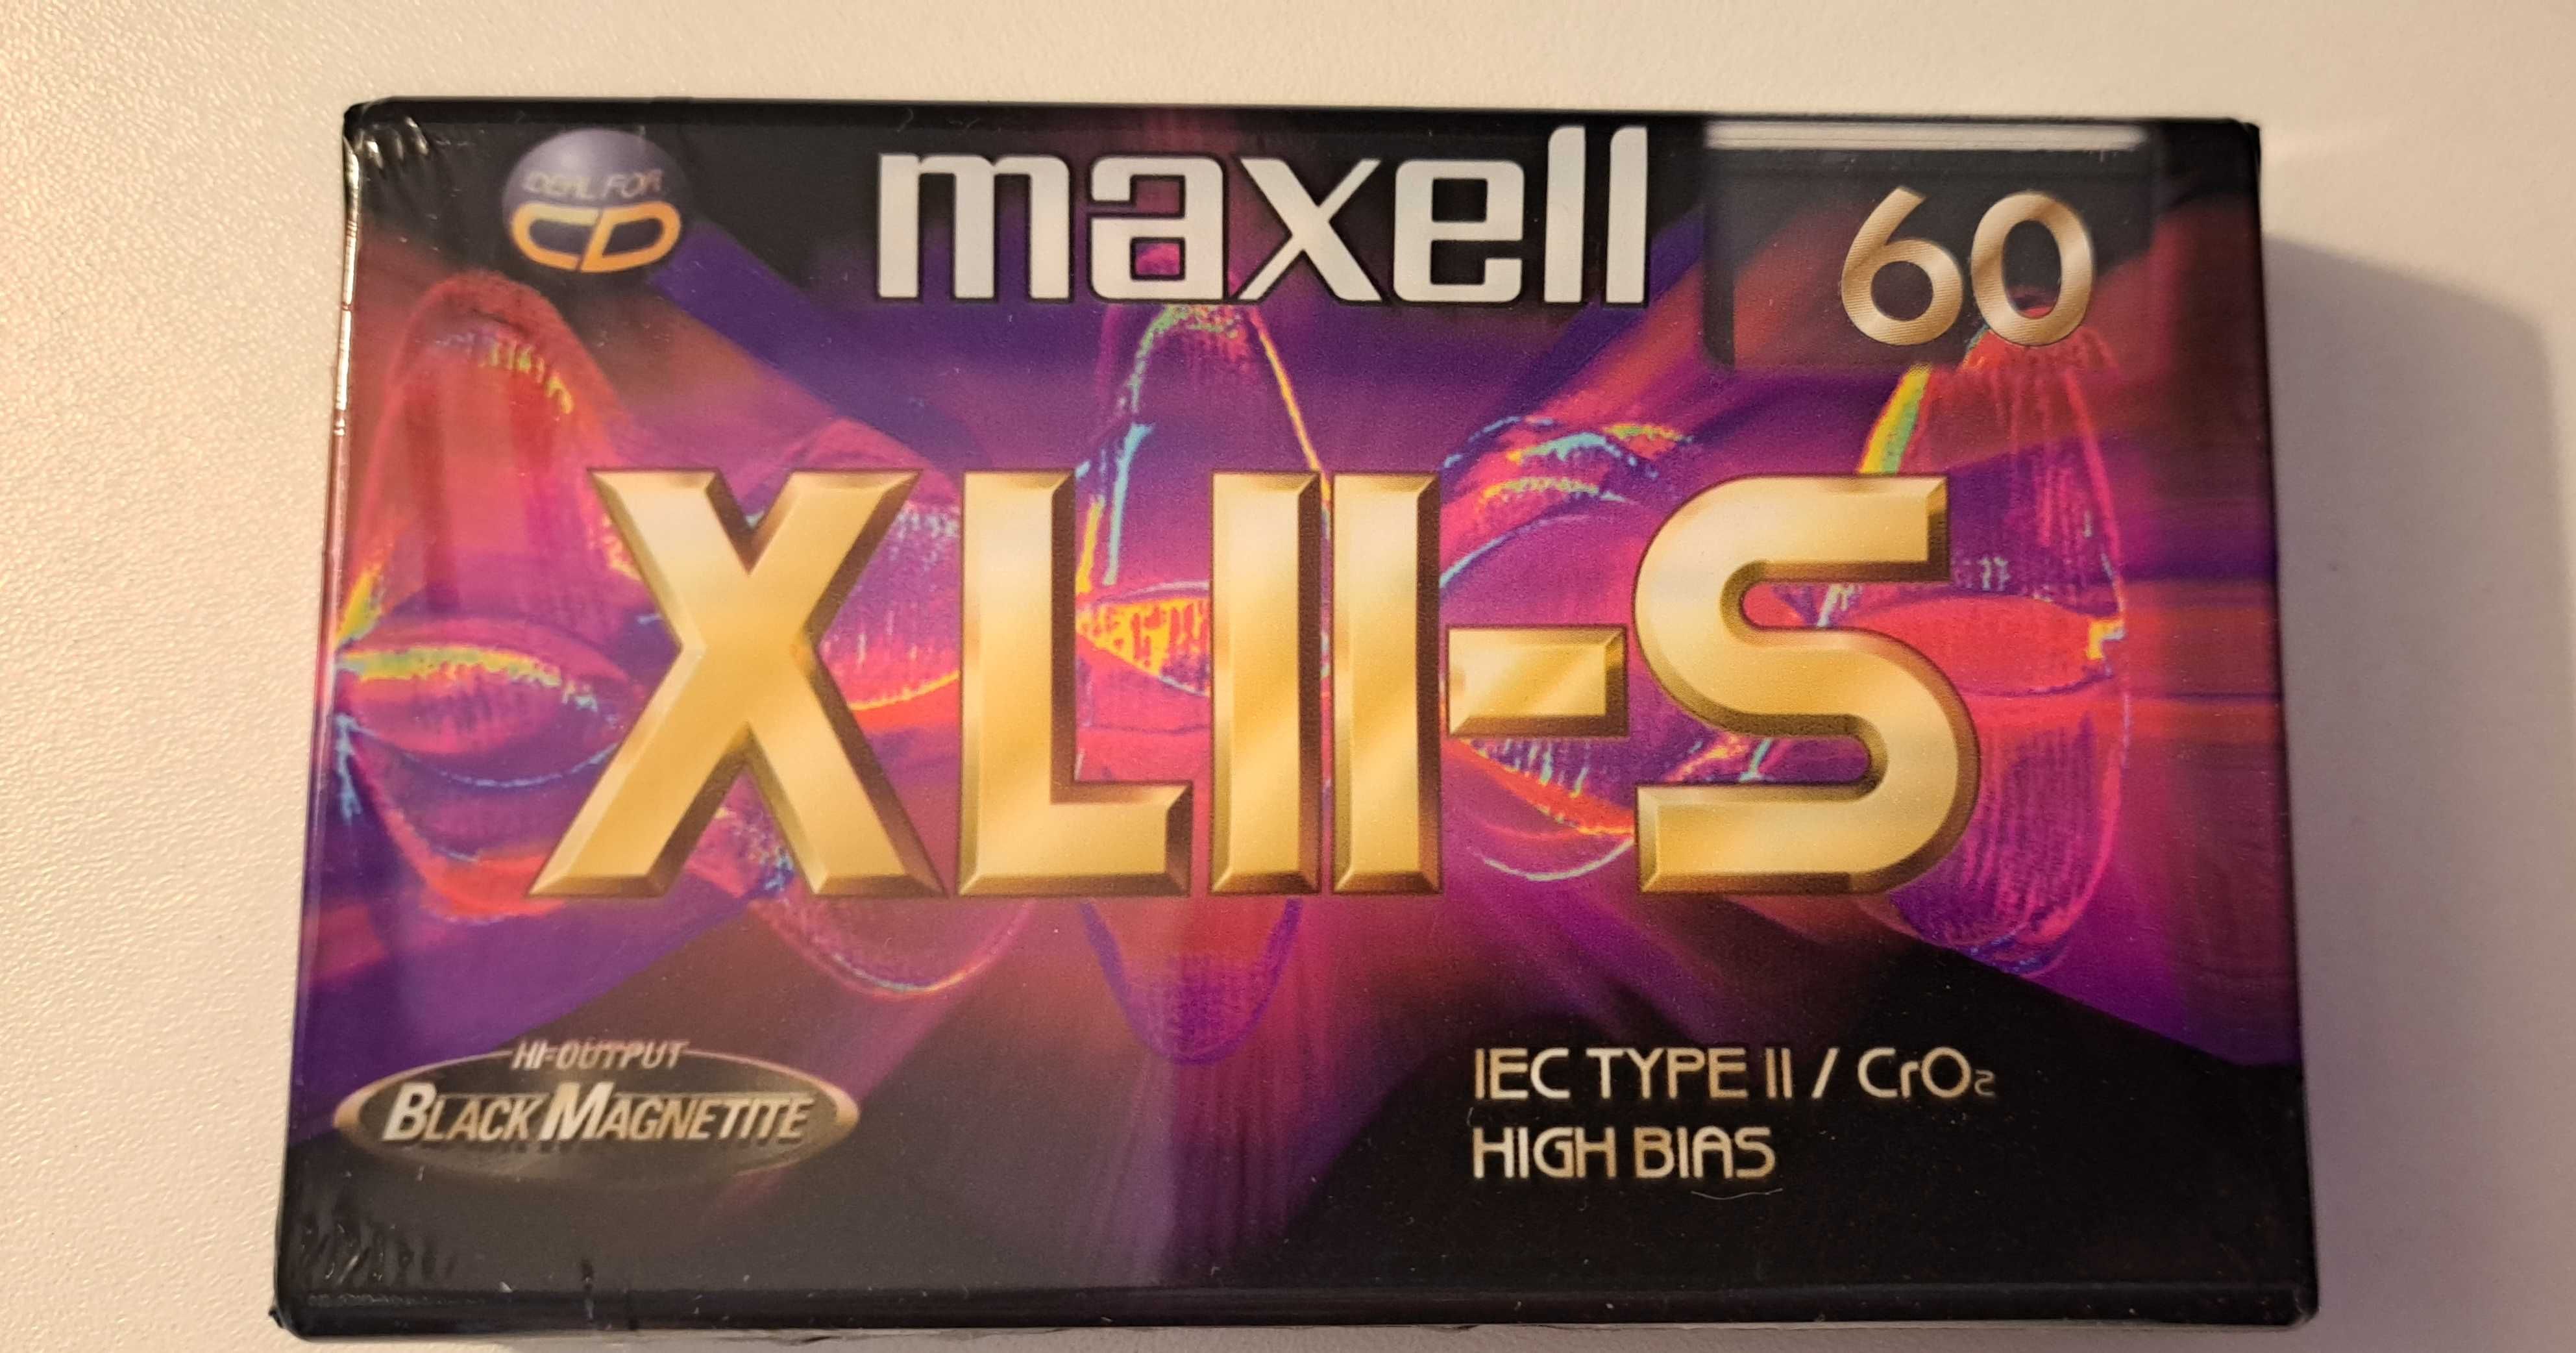 IDEAL FOR
CD
maxell
60
XLII-S
HI-OUTPUT
BLACK MAGNETITE
IEC TYPE II / CrO₂
HIGH BIAS